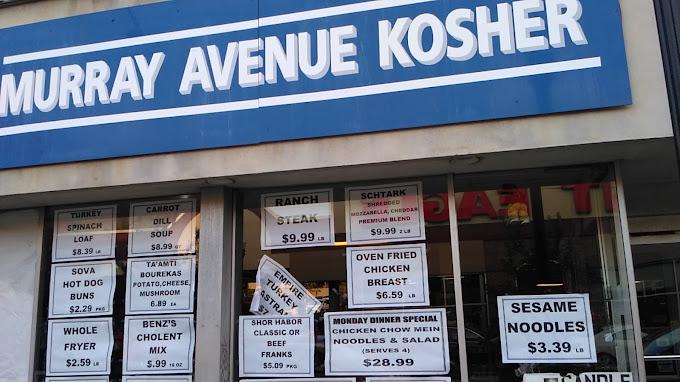 MURRAY AVENUE KOSHER
TURKEY
SPINACH
LOAF
$8.39 LB
CARROT
DILL
SOUP
$8.99 QT
SOVA
HOT DOG
BUNS
$2.29 PKG
TA'AMTI
BOUREKAS
POTATO,CHEESE,
MUSHROOM
6.89 EA
WHOLE
FRYER
$2.59 LB
BENZ'S
CHOLENT
MIX
$.99 16 OZ
RANCH
STEAK
$9.99 LB
SCHTARK
SHREDDED
MOZZARELLA, CHEDDAR
PREMIUM BLEND
$9.99 2 LB
EMPIRE
TURKEY
$7
OVEN FRIED
CHICKEN
BREAST
$6.59 LB
SHOR HABOR
CLASSIC OR
BEEF
FRANKS
$5.09 PKG
MONDAY DINNER SPECIAL
CHICKEN CHOW MEIN
NOODLES & SALAD
(SERVES 4)
$28.99
SESAME
NOODLES
$3.39 LB